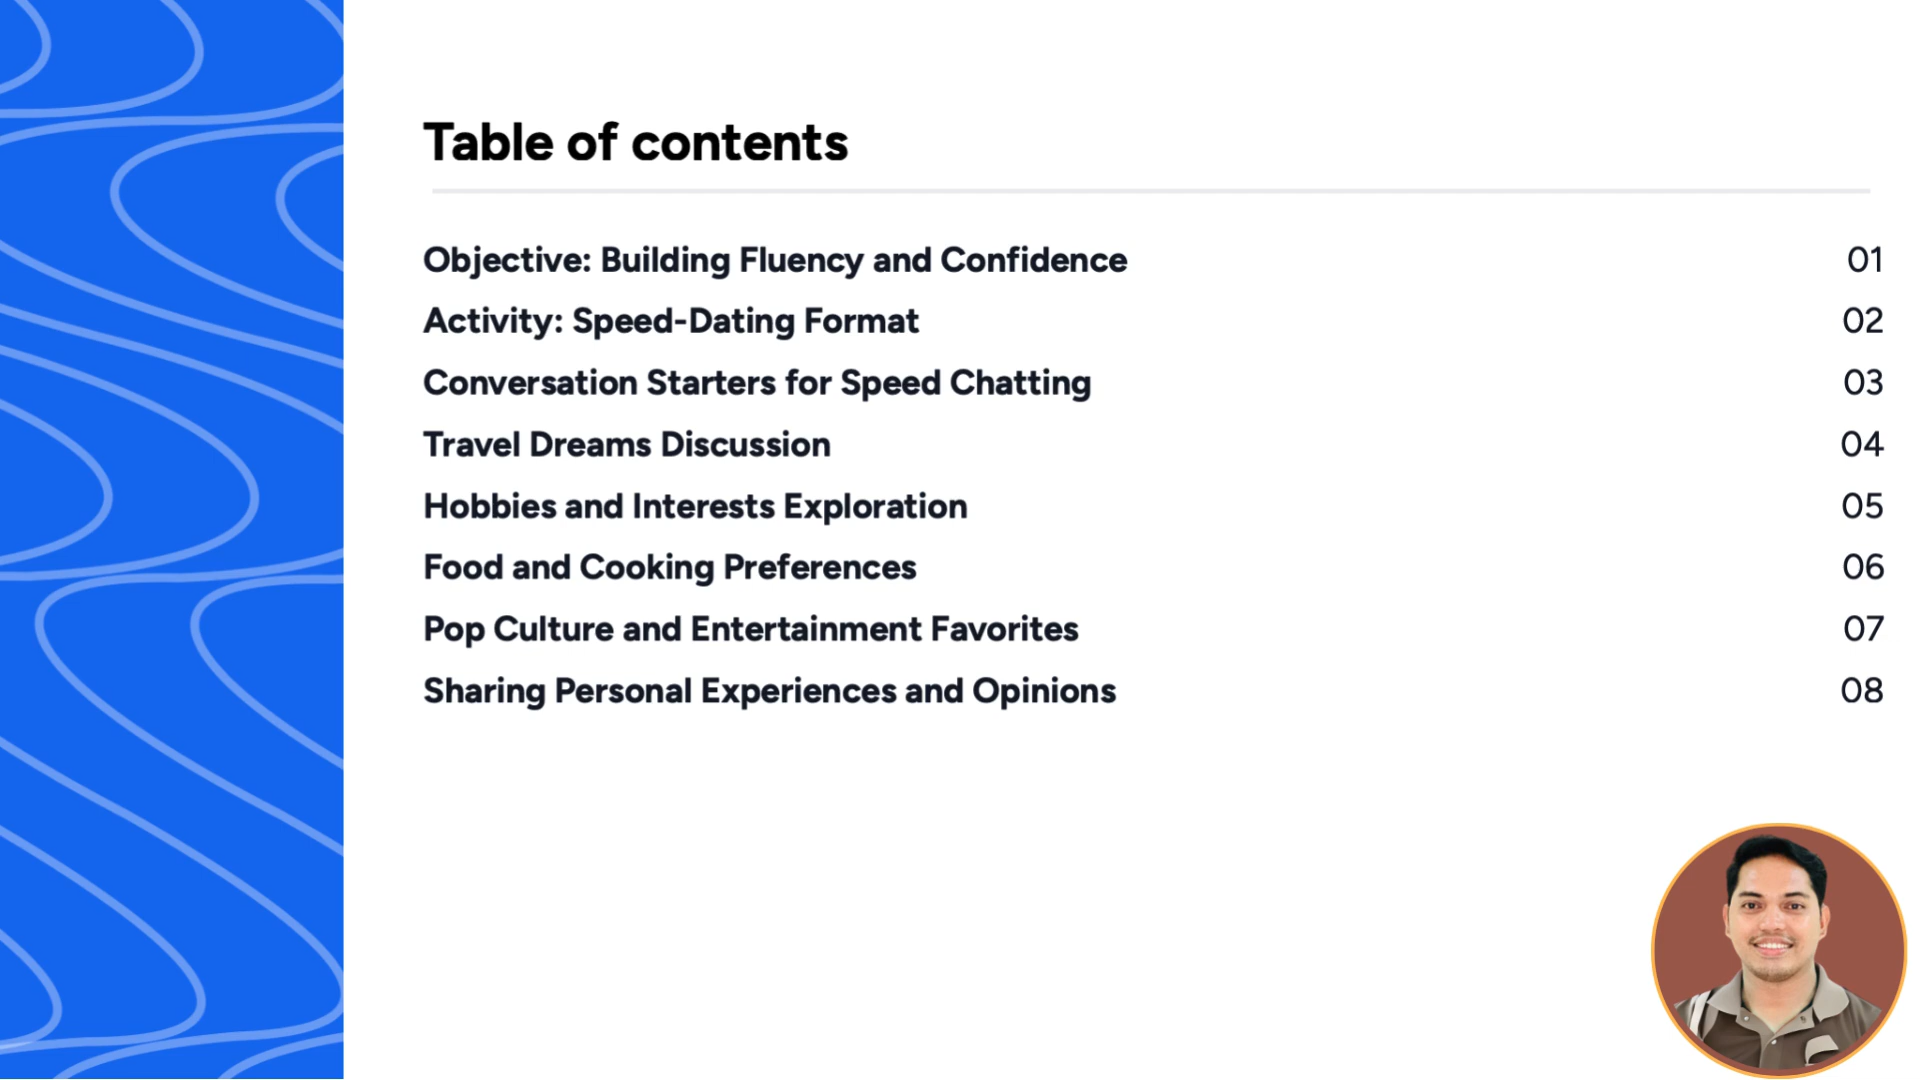 Table of contents
Objective: Building Fluency and Confidence 01
Activity: Speed-Dating Format 02
Conversation Starters for Speed Chatting 03
Travel Dreams Discussion 04
Hobbies and Interests Exploration 05
Food and Cooking Preferences 06
Pop Culture and Entertainment Favorites 07
Sharing Personal Experiences and Opinions 08